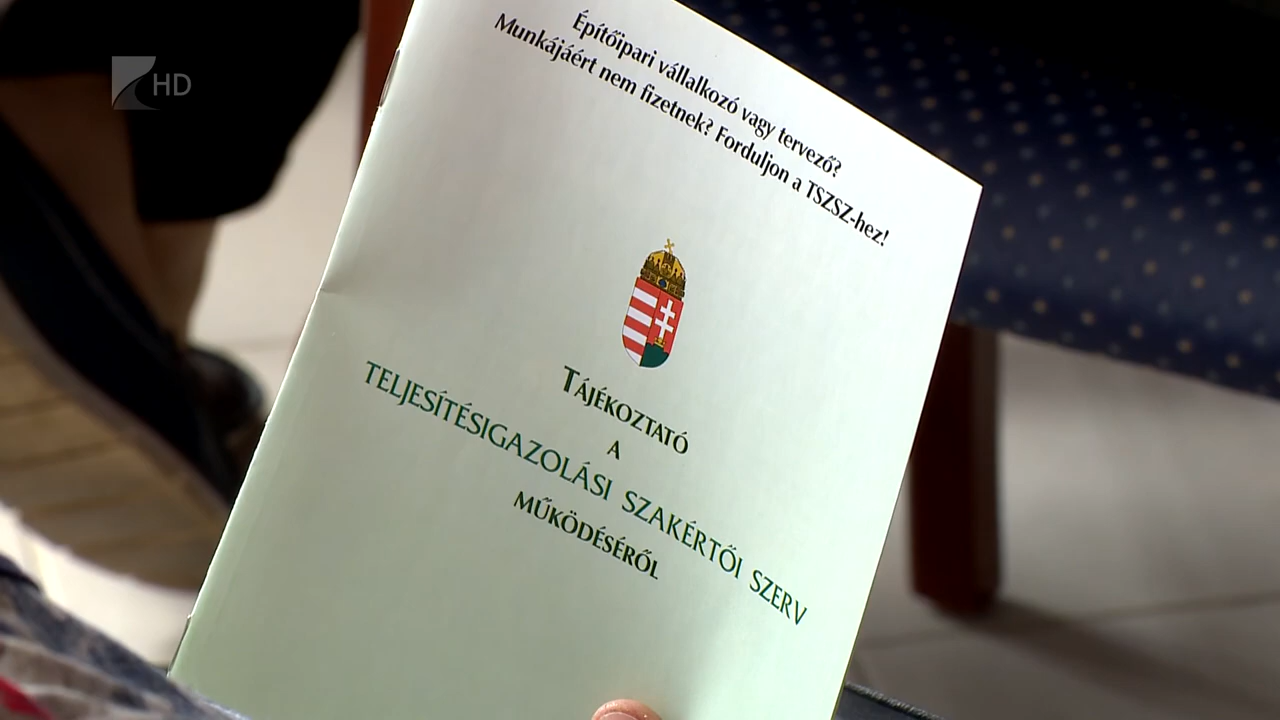 HD
Építőipari vállalkozó vagy tervező?
Munkájáért nem fizetnek? Forduljon a TSZSZ-hez!
TÁJÉKOZTATÓ
A
TELJESÍTÉSIGAZOLÁSI SZAKÉRTŐI SZERV
MŰKÖDÉSÉRŐL